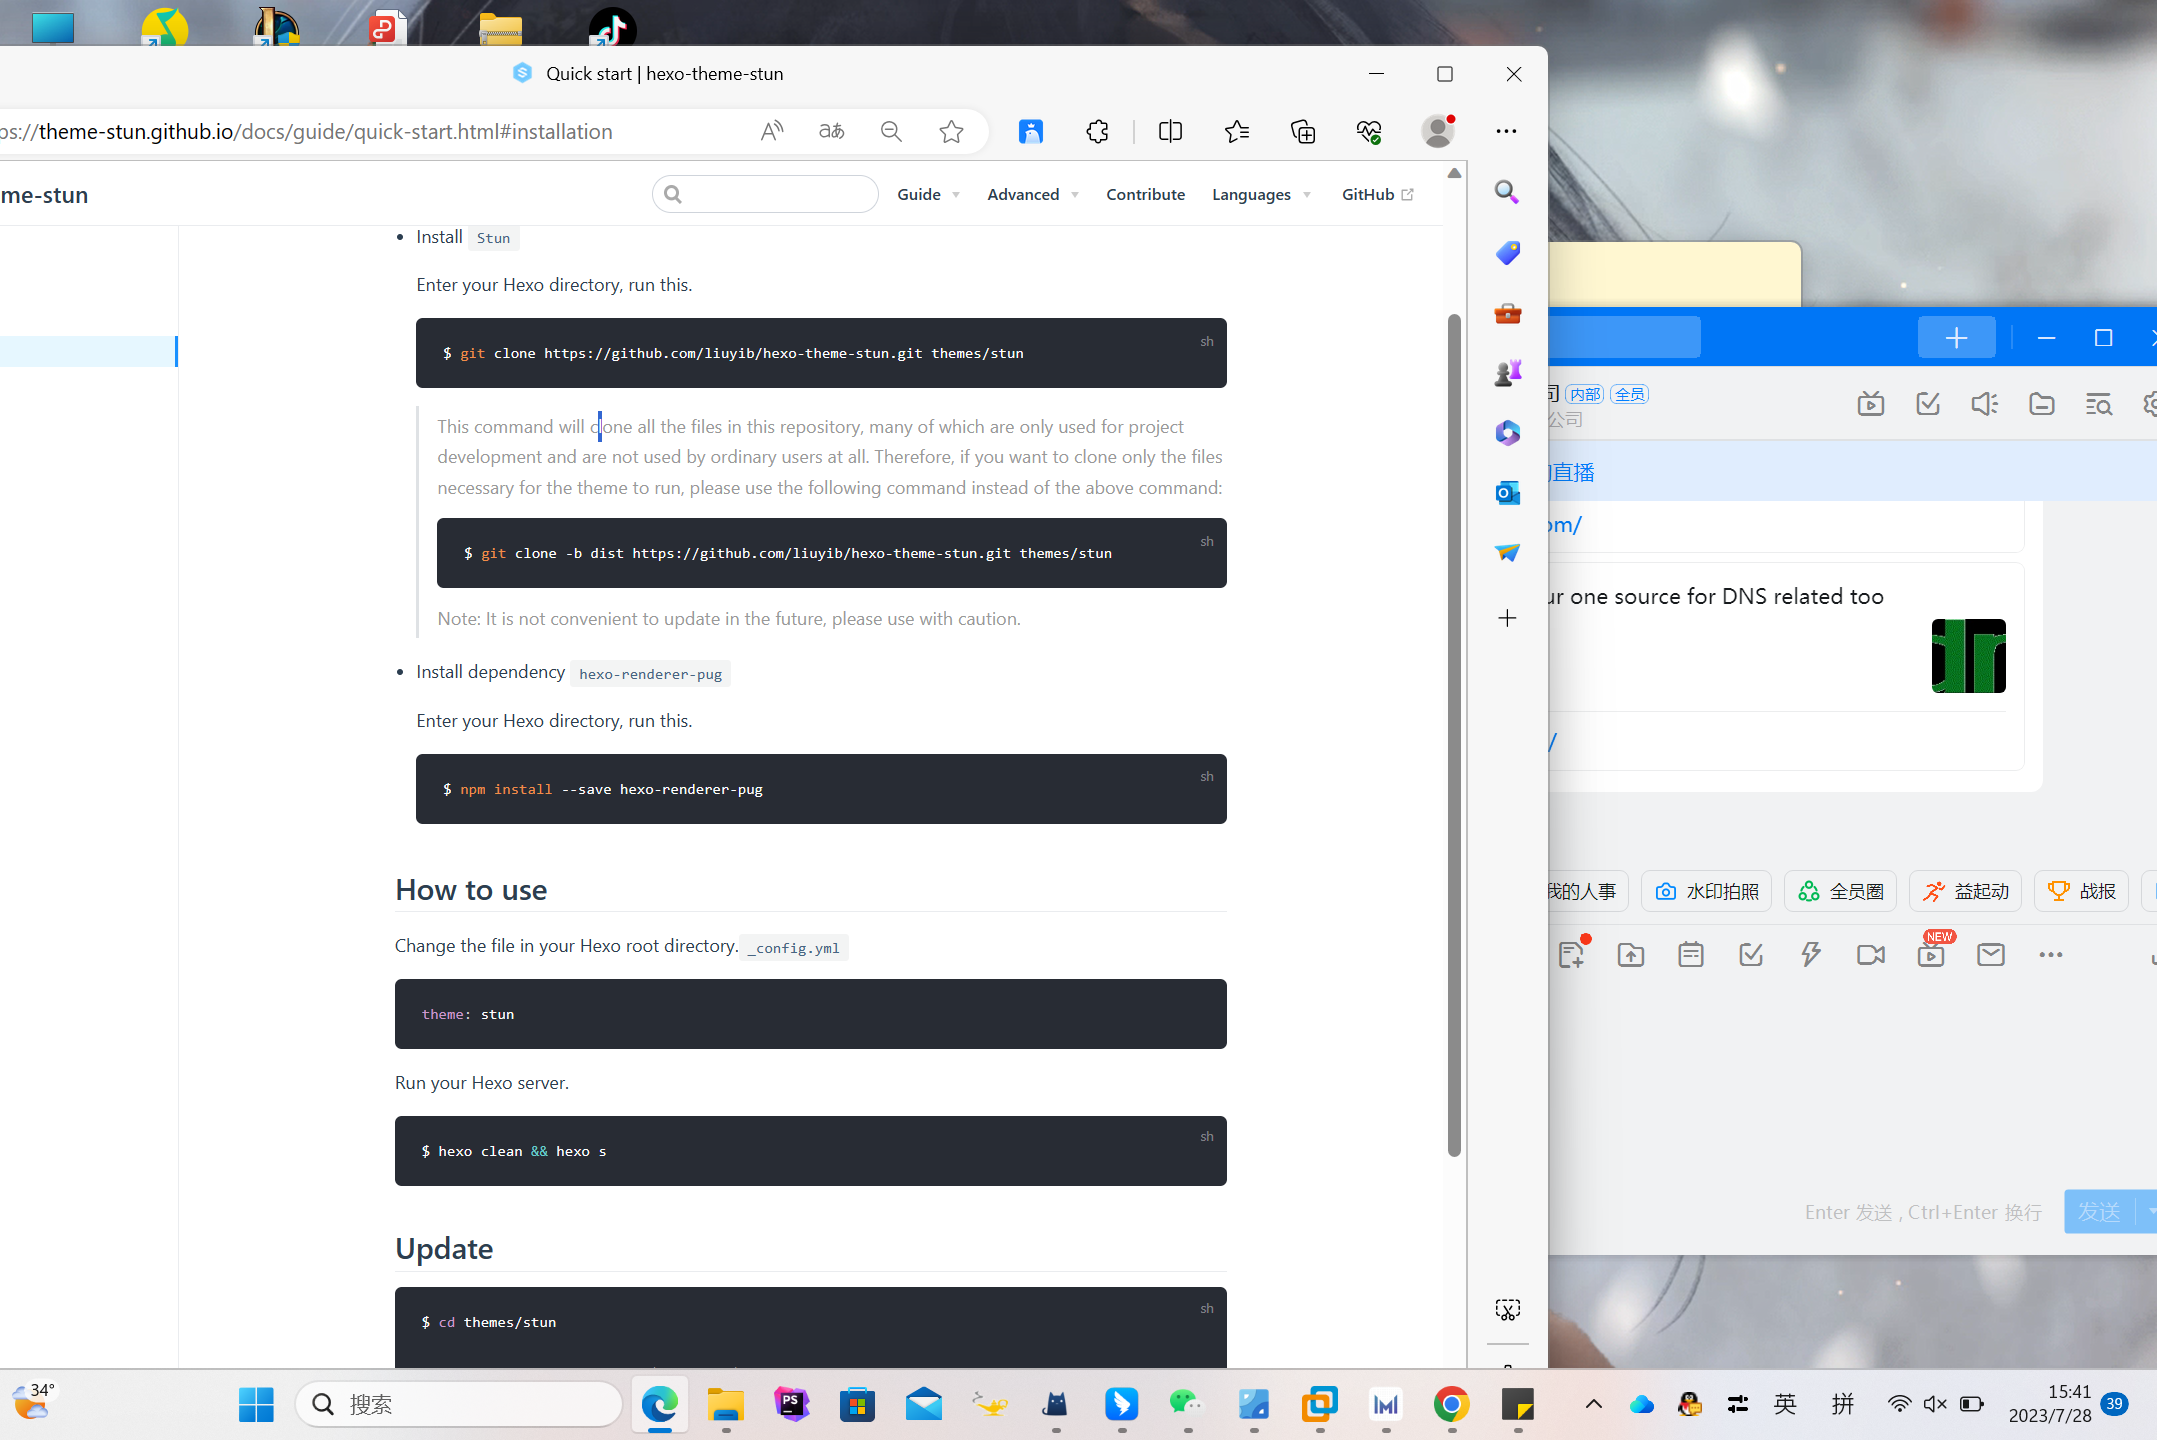 Quick start | hexo-theme-stun
ps://theme-stun.github.io/docs/guide/quick-start.html#installation
me-stun
Guide
Advanced
Contribute
Languages
GitHub
Install Stun
Enter your Hexo directory, run this.
sh
$ git clone https://github.com/liuyib/hexo-theme-stun.git themes/stun
This command will clone all the files in this repository, many of which are only used for project
development and are not used by ordinary users at all. Therefore, if you want to clone only the files
necessary for the theme to run, please use the following command instead of the above command:
sh
$ git clone -b dist https://github.com/liuyib/hexo-theme-stun.git themes/stun
Note: It is not convenient to update in the future, please use with caution.
Install dependency hexo-renderer-pug
Enter your Hexo directory, run this.
sh
$ npm install --save hexo-renderer-pug
How to use
Change the file in your Hexo root directory. _config.yml
theme: stun
Run your Hexo server.
sh
$ hexo clean && hexo s
Update
sh
$ cd themes/stun
司 内部 全员
公司
的直播
om/
ur one source for DNS related too
/
我的人事
水印拍照
全员圈
益起动
战报
NEW
Enter 发送 , Ctrl+Enter 换行
发送
34°
搜索
英
拼
15:41
2023/7/28
39